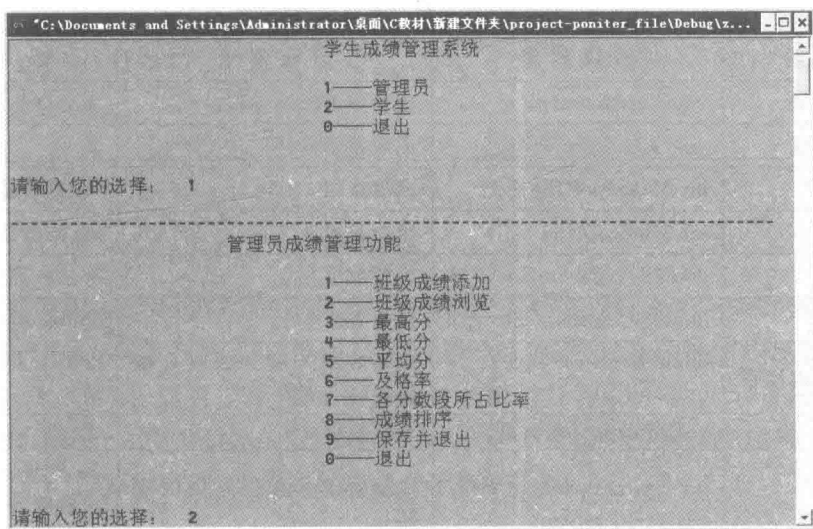 "C:\Documents and Settings\Administrator\桌面\C教材\新建文件夹\project-poniter_file\Debug\z...
学生成绩管理系统
1——管理员
2——学生
0——退出
请输入您的选择: 1
管理员成绩管理功能
1——班级成绩添加
2——班级成绩浏览
3——最高分
4——最低分
5——平均分
6——及格率
7——各分数段所占比率
8——成绩排序
9——保存并退出
0——退出
请输入您的选择: 2